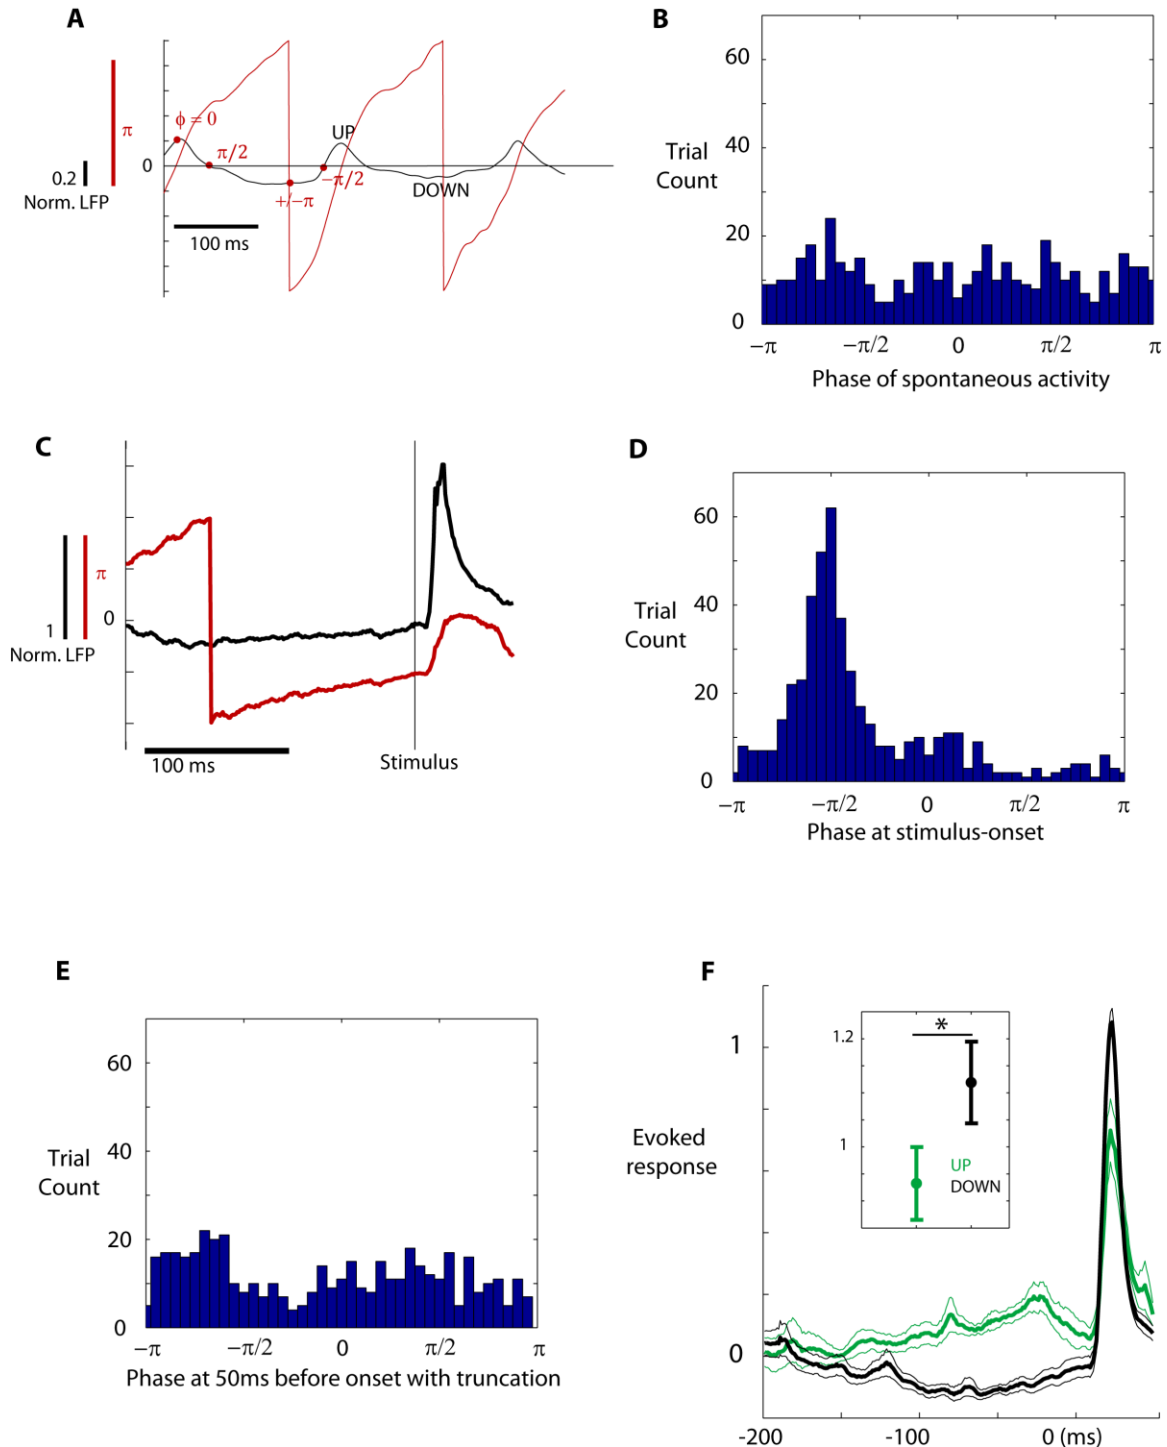 A
ϕ = 0
π
π/2
UP
0
0.2
−π/2
+/−π
DOWN
Norm. LFP
100 ms
B
60
40
Trial
Count
20
0
−π
−π/2
0
π/2
π
Phase of spontaneous activity
C
π
0
1
Norm. LFP
100 ms
Stimulus
D
60
40
Trial
Count
20
0
−π
−π/2
0
π/2
π
Phase at stimulus-onset
E
60
40
Trial
Count
20
0
−π
−π/2
0
π/2
π
Phase at 50ms before onset with truncation
F
1
*
1.2
1
Evoked
response
UP
DOWN
0
-200
-100
0 (ms)